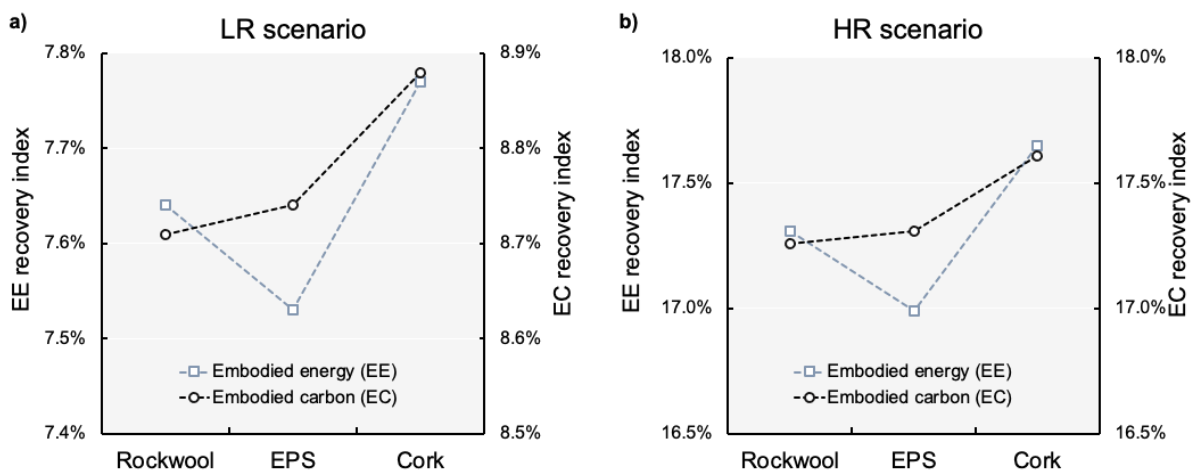 a)
LR scenario
7.8%
7.7%
7.6%
7.5%
7.4%
EE recovery index
8.9%
8.8%
8.7%
8.6%
8.5%
EC recovery index
Embodied energy (EE)
Embodied carbon (EC)
Rockwool EPS Cork
b)
HR scenario
18.0%
17.5%
17.0%
16.5%
EE recovery index
18.0%
17.5%
17.0%
16.5%
EC recovery index
Embodied energy (EE)
Embodied carbon (EC)
Rockwool EPS Cork